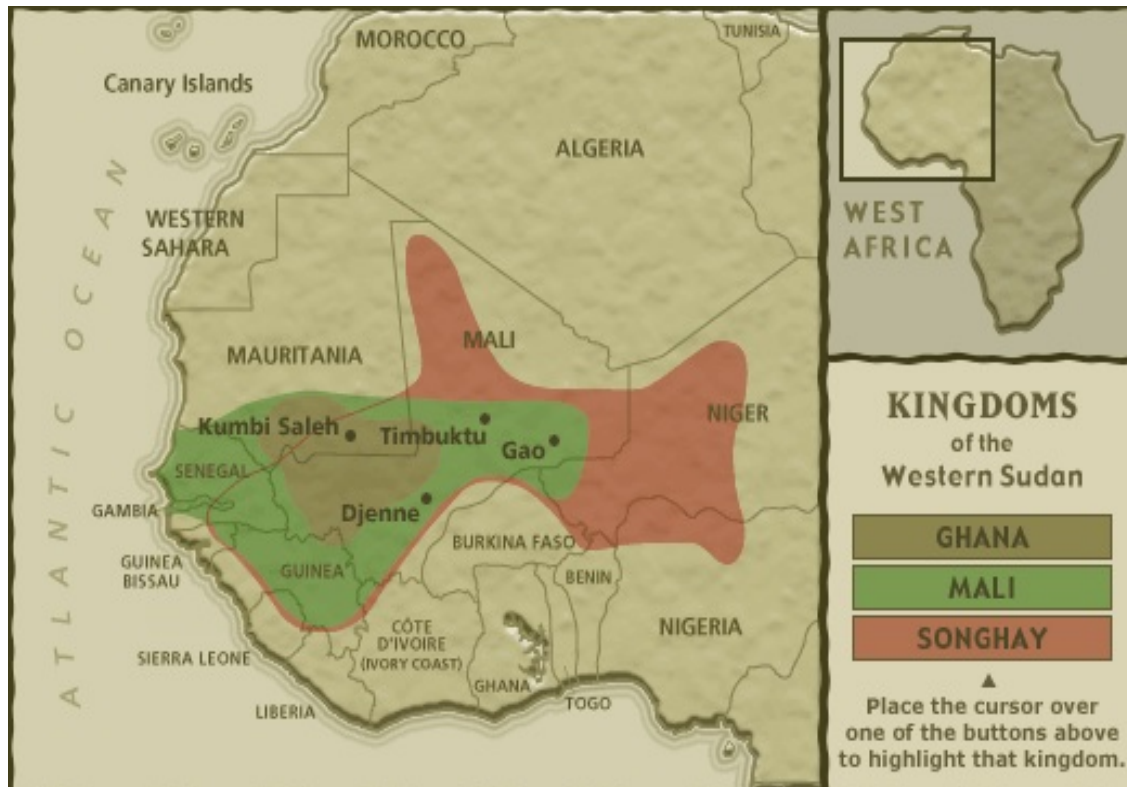 MOROCCO
TUNISIA
Canary Islands
ALGERIA
WESTERN
SAHARA
ATLANTIC OCEAN
MAURITANIA
MALI
NIGER
Kumbi Saleh
Timbuktu
Gao
SENEGAL
Djenne
GAMBIA
BURKINA FASO
GUINEA
BISSAU
GUINEA
BENIN
CÔTE
D'IVOIRE
(IVORY COAST)
NIGERIA
SIERRA LEONE
GHANA
TOGO
LIBERIA
WEST
AFRICA
KINGDOMS
of the
Western Sudan
GHANA
MALI
SONGHAY
Place the cursor over
one of the buttons above
to highlight that kingdom.